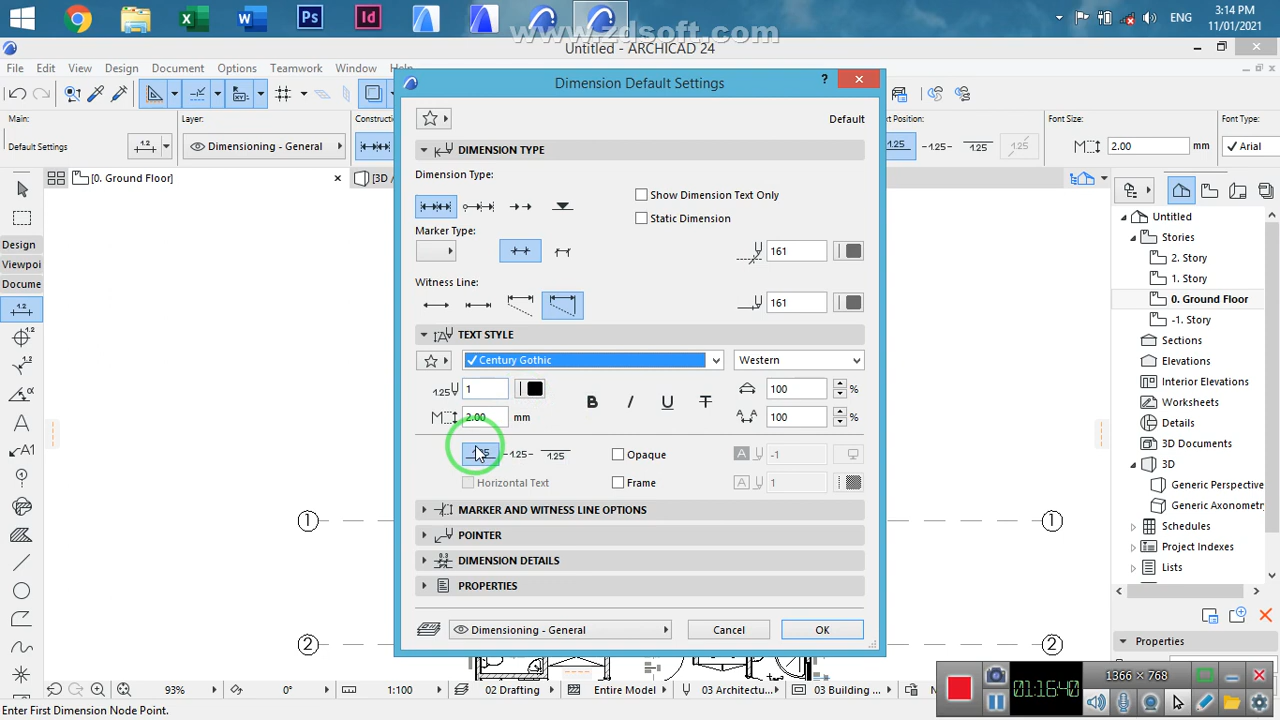 ENG
3:14 PM
11/01/2021
www.zdsoft.com
Untitled - ARCHICAD 24
File Edit View Design Document Options Teamwork Window
Dimension Default Settings
?
Main:
Default Settings
Layer:
Dimensioning - General
Default
Font Size:
2.00
Font Type:
Arial
[0. Ground Floor]
DIMENSION TYPE
Dimension Type:
Show Dimension Text Only
Static Dimension
Marker Type:
161
Witness Line:
161
TEXT STYLE
Century Gothic
Western
1
100 %
B I U T
2.00 mm
100 %
Opaque
-1
Horizontal Text
Frame
1
MARKER AND WITNESS LINE OPTIONS
POINTER
DIMENSION DETAILS
PROPERTIES
Dimensioning - General
Cancel
OK
Design
Viewpoi
Docume
Untitled
Stories
2. Story
1. Story
0. Ground Floor
-1. Story
Sections
Elevations
Interior Elevations
Worksheets
Details
3D Documents
3D
Generic Perspective
Generic Axonometr
Schedules
Project Indexes
Lists
Properties
1
1
2
2
93%
0°
1:100
02 Drafting
Entire Model
03 Architectu...
03 Building ...
Enter First Dimension Node Point.
01:16:40
1366 × 768